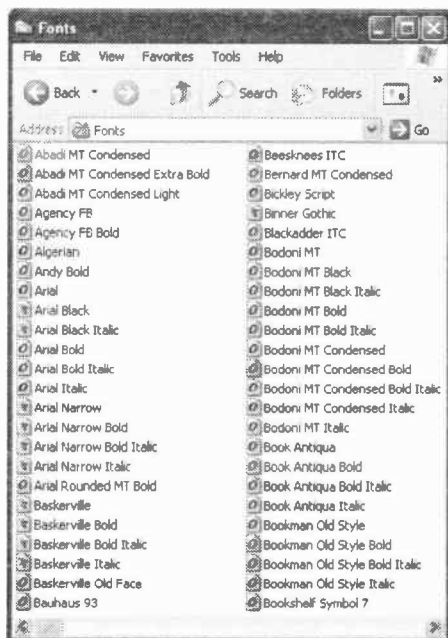 Fonts
File Edit View Favorites Tools Help
Back Search Folders »
Address Fonts Go
Abadi MT Condensed
Abadi MT Condensed Extra Bold
Abadi MT Condensed Light
Agency FB
Agency FB Bold
Algerian
Andy Bold
Arial
Arial Black
Arial Black Italic
Arial Bold
Arial Bold Italic
Arial Italic
Arial Narrow
Arial Narrow Bold
Arial Narrow Bold Italic
Arial Narrow Italic
Arial Rounded MT Bold
Baskerville
Baskerville Bold
Baskerville Bold Italic
Baskerville Italic
Baskerville Old Face
Bauhaus 93
Beesknees ITC
Bernard MT Condensed
Bickley Script
Binner Gothic
Blackadder ITC
Bodoni MT
Bodoni MT Black
Bodoni MT Black Italic
Bodoni MT Bold
Bodoni MT Bold Italic
Bodoni MT Condensed
Bodoni MT Condensed Bold
Bodoni MT Condensed Bold Italic
Bodoni MT Condensed Italic
Bodoni MT Italic
Book Antiqua
Book Antiqua Bold
Book Antiqua Bold Italic
Book Antiqua Italic
Bookman Old Style
Bookman Old Style Bold
Bookman Old Style Bold Italic
Bookman Old Style Italic
Bookshelf Symbol 7